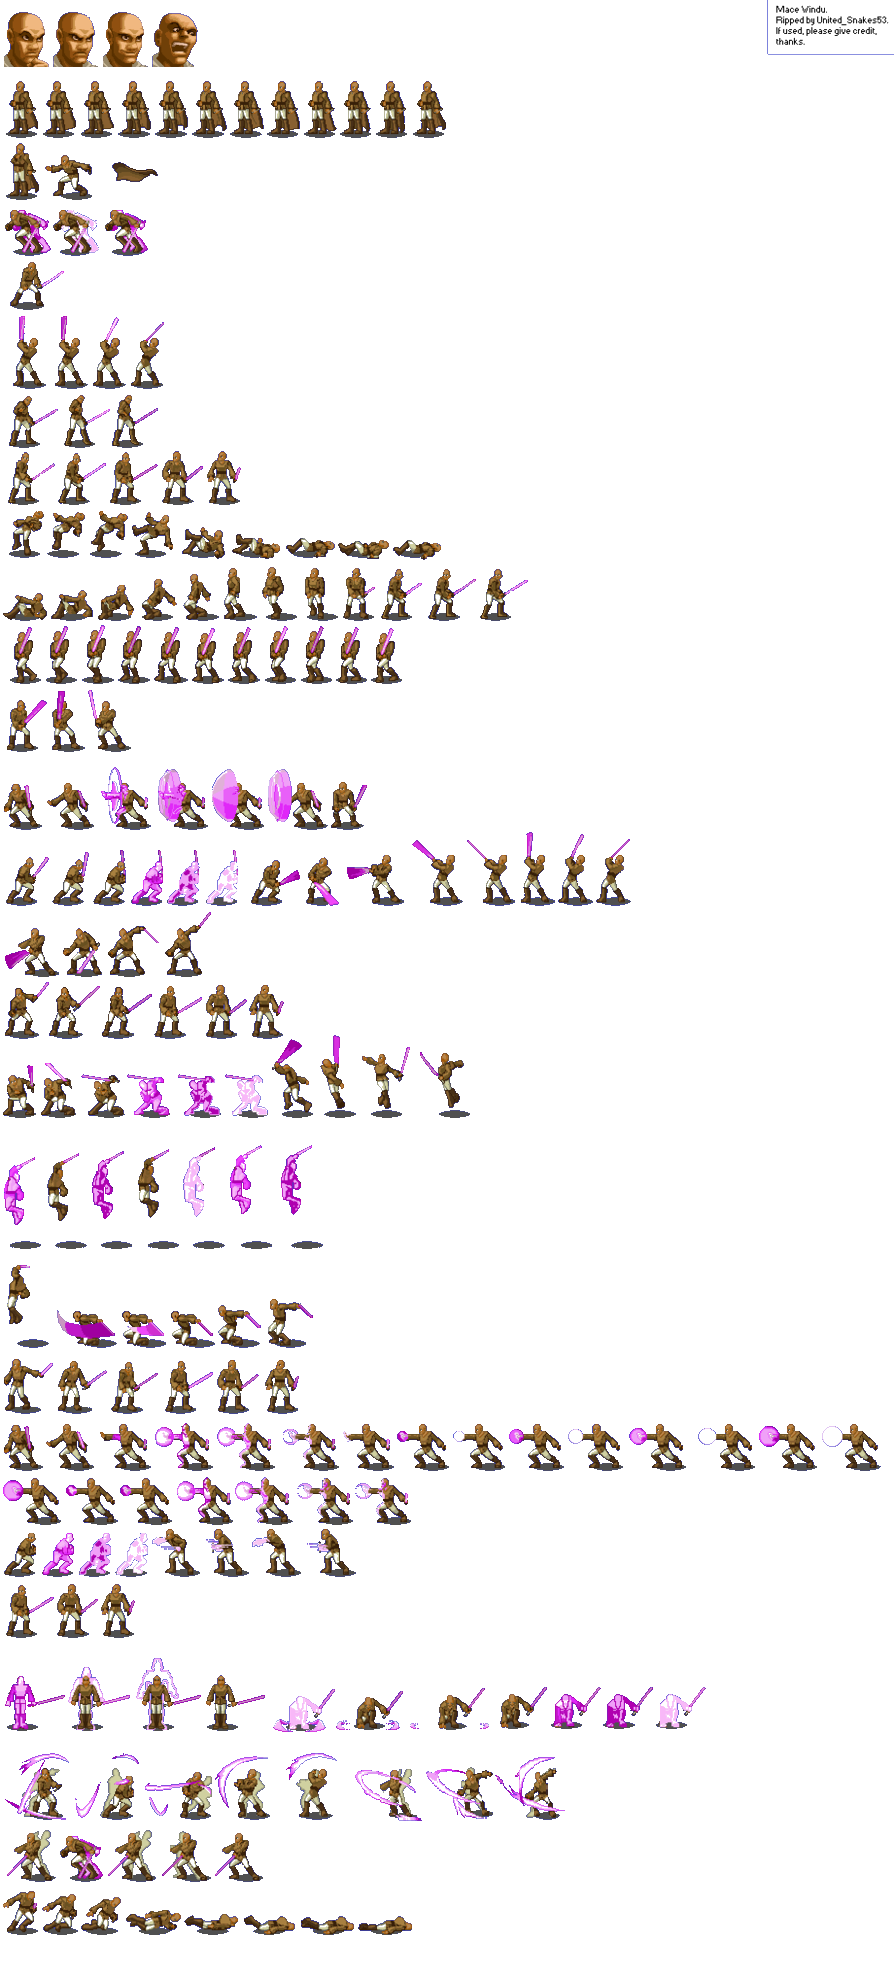 Mace Windu.
Ripped by United_Snakes53.
If used, please give credit,
thanks.